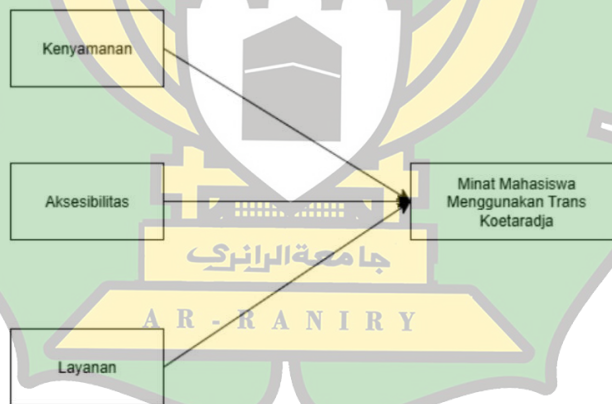 Kenyamanan
Aksesibilitas
Minat Mahasiswa
Menggunakan Trans
Koetaradja
Layanan
جامعة الرانري
AR-RANIRY